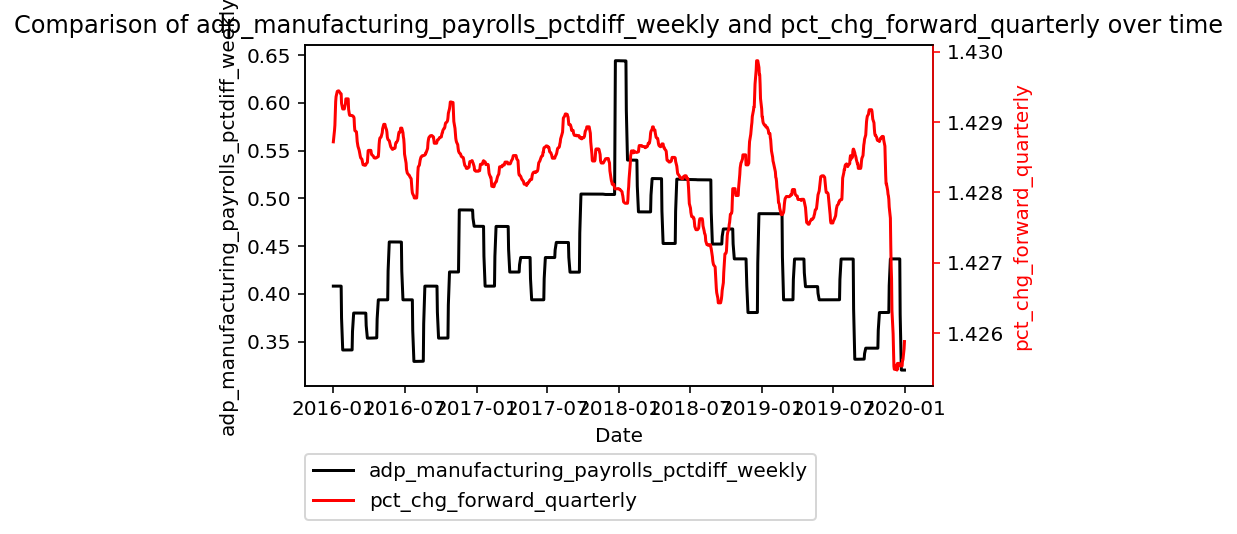 Comparison of adp_manufacturing_payrolls_pctdiff_weekly and pct_chg_forward_quarterly over time
adp_manufacturing_payrolls_pctdiff_weekly
0.65
0.60
0.55
0.50
0.45
0.40
0.35
1.430
1.429
1.428
1.427
1.426
pct_chg_forward_quarterly
2016-01 2016-07 2017-01 2017-07 2018-01 2018-07 2019-01 2019-07 2020-01
Date
adp_manufacturing_payrolls_pctdiff_weekly
pct_chg_forward_quarterly